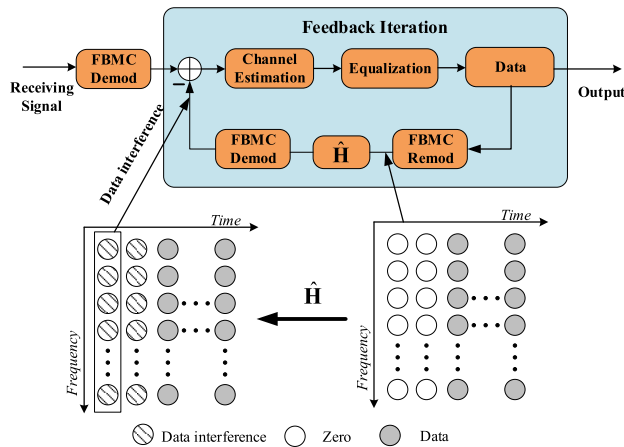 Feedback Iteration
FBMC
Demod
Channel
Estimation
Equalization
Data
Receiving
Signal
Output
Data interference
FBMC
Demod
Ĥ
FBMC
Remod
Time
Frequency
Ĥ
Time
Frequency
Data interference
Zero
Data